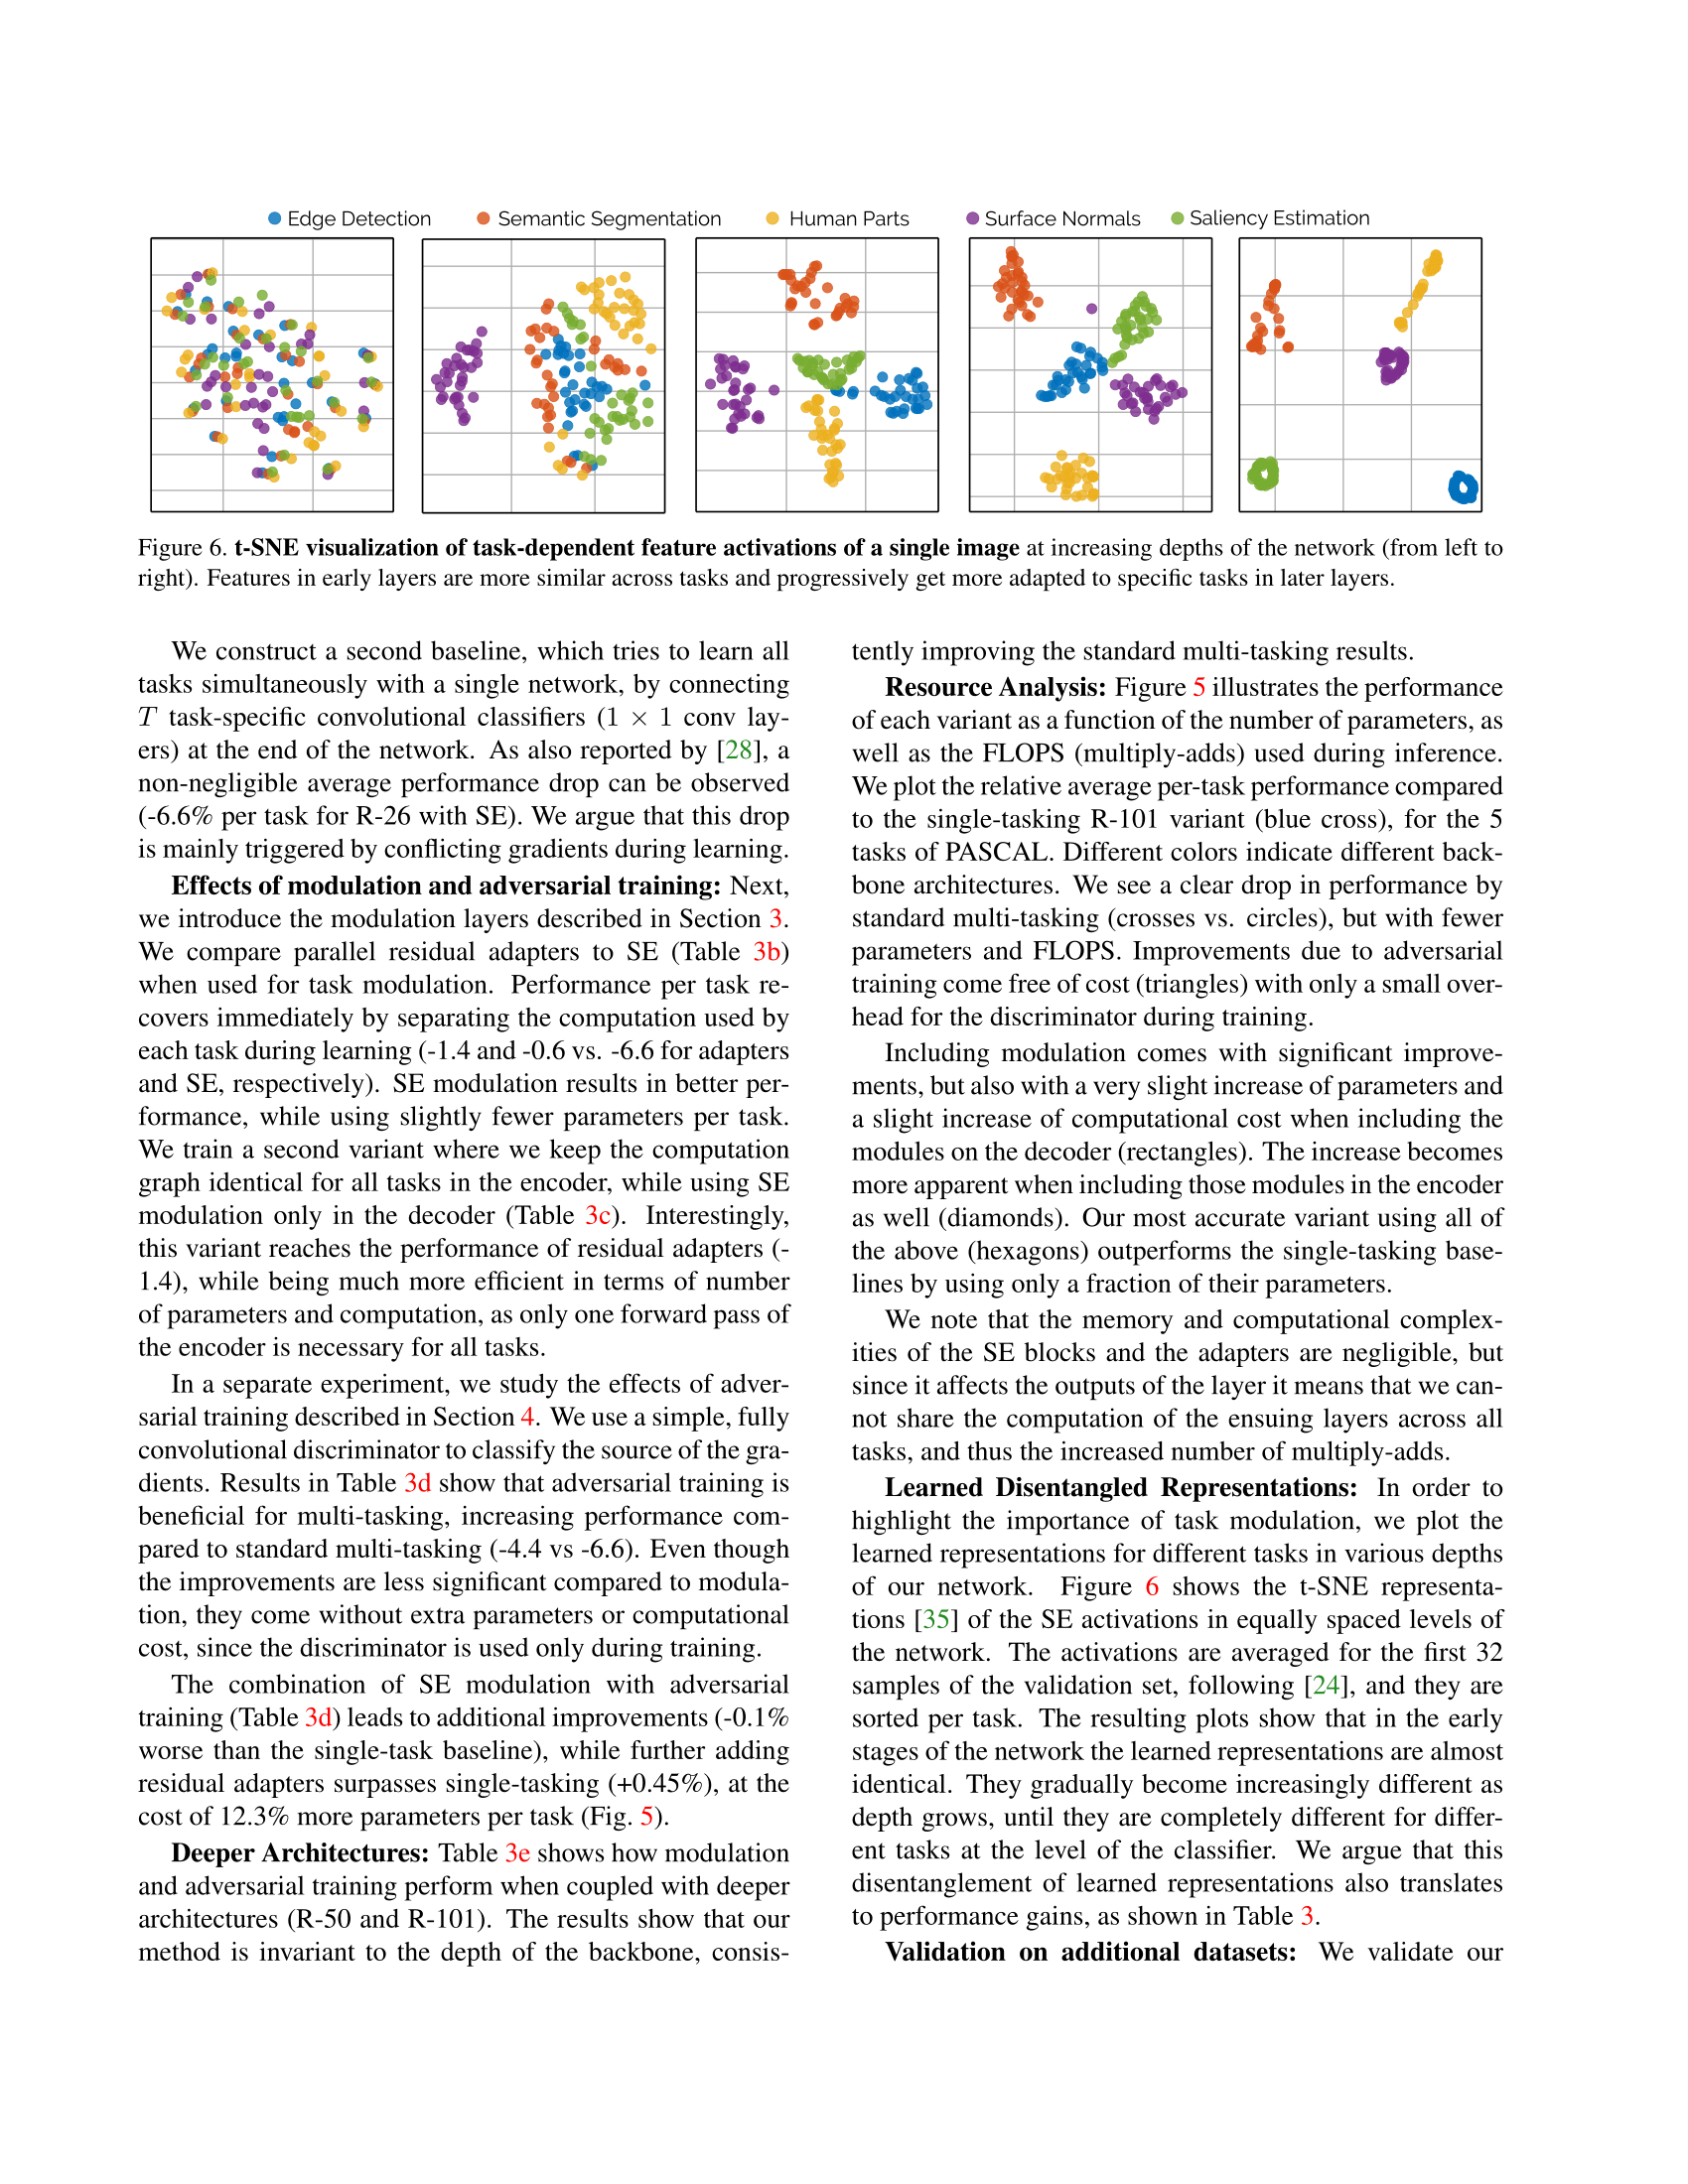 Edge Detection Semantic Segmentation Human Parts Surface Normals Saliency Estimation
Figure 6. t-SNE visualization of task-dependent feature activations of a single image at increasing depths of the network (from left to
right). Features in early layers are more similar across tasks and progressively get more adapted to specific tasks in later layers.
We construct a second baseline, which tries to learn all
tasks simultaneously with a single network, by connecting
T task-specific convolutional classifiers (1 × 1 conv lay-
ers) at the end of the network. As also reported by [28], a
non-negligible average performance drop can be observed
(-6.6% per task for R-26 with SE). We argue that this drop
is mainly triggered by conflicting gradients during learning.
Effects of modulation and adversarial training: Next,
we introduce the modulation layers described in Section 3.
We compare parallel residual adapters to SE (Table 3b)
when used for task modulation. Performance per task re-
covers immediately by separating the computation used by
each task during learning (-1.4 and -0.6 vs. -6.6 for adapters
and SE, respectively). SE modulation results in better per-
formance, while using slightly fewer parameters per task.
We train a second variant where we keep the computation
graph identical for all tasks in the encoder, while using SE
modulation only in the decoder (Table 3c). Interestingly,
this variant reaches the performance of residual adapters (-
1.4), while being much more efficient in terms of number
of parameters and computation, as only one forward pass of
the encoder is necessary for all tasks.
In a separate experiment, we study the effects of adver-
sarial training described in Section 4. We use a simple, fully
convolutional discriminator to classify the source of the gra-
dients. Results in Table 3d show that adversarial training is
beneficial for multi-tasking, increasing performance com-
pared to standard multi-tasking (-4.4 vs -6.6). Even though
the improvements are less significant compared to modula-
tion, they come without extra parameters or computational
cost, since the discriminator is used only during training.
The combination of SE modulation with adversarial
training (Table 3d) leads to additional improvements (-0.1%
worse than the single-task baseline), while further adding
residual adapters surpasses single-tasking (+0.45%), at the
cost of 12.3% more parameters per task (Fig. 5).
Deeper Architectures: Table 3e shows how modulation
and adversarial training perform when coupled with deeper
architectures (R-50 and R-101). The results show that our
method is invariant to the depth of the backbone, consis-
tently improving the standard multi-tasking results.
Resource Analysis: Figure 5 illustrates the performance
of each variant as a function of the number of parameters, as
well as the FLOPS (multiply-adds) used during inference.
We plot the relative average per-task performance compared
to the single-tasking R-101 variant (blue cross), for the 5
tasks of PASCAL. Different colors indicate different back-
bone architectures. We see a clear drop in performance by
standard multi-tasking (crosses vs. circles), but with fewer
parameters and FLOPS. Improvements due to adversarial
training come free of cost (triangles) with only a small over-
head for the discriminator during training.
Including modulation comes with significant improve-
ments, but also with a very slight increase of parameters and
a slight increase of computational cost when including the
modules on the decoder (rectangles). The increase becomes
more apparent when including those modules in the encoder
as well (diamonds). Our most accurate variant using all of
the above (hexagons) outperforms the single-tasking base-
lines by using only a fraction of their parameters.
We note that the memory and computational complex-
ities of the SE blocks and the adapters are negligible, but
since it affects the outputs of the layer it means that we can-
not share the computation of the ensuing layers across all
tasks, and thus the increased number of multiply-adds.
Learned Disentangled Representations: In order to
highlight the importance of task modulation, we plot the
learned representations for different tasks in various depths
of our network. Figure 6 shows the t-SNE representa-
tions [35] of the SE activations in equally spaced levels of
the network. The activations are averaged for the first 32
samples of the validation set, following [24], and they are
sorted per task. The resulting plots show that in the early
stages of the network the learned representations are almost
identical. They gradually become increasingly different as
depth grows, until they are completely different for differ-
ent tasks at the level of the classifier. We argue that this
disentanglement of learned representations also translates
to performance gains, as shown in Table 3.
Validation on additional datasets: We validate our